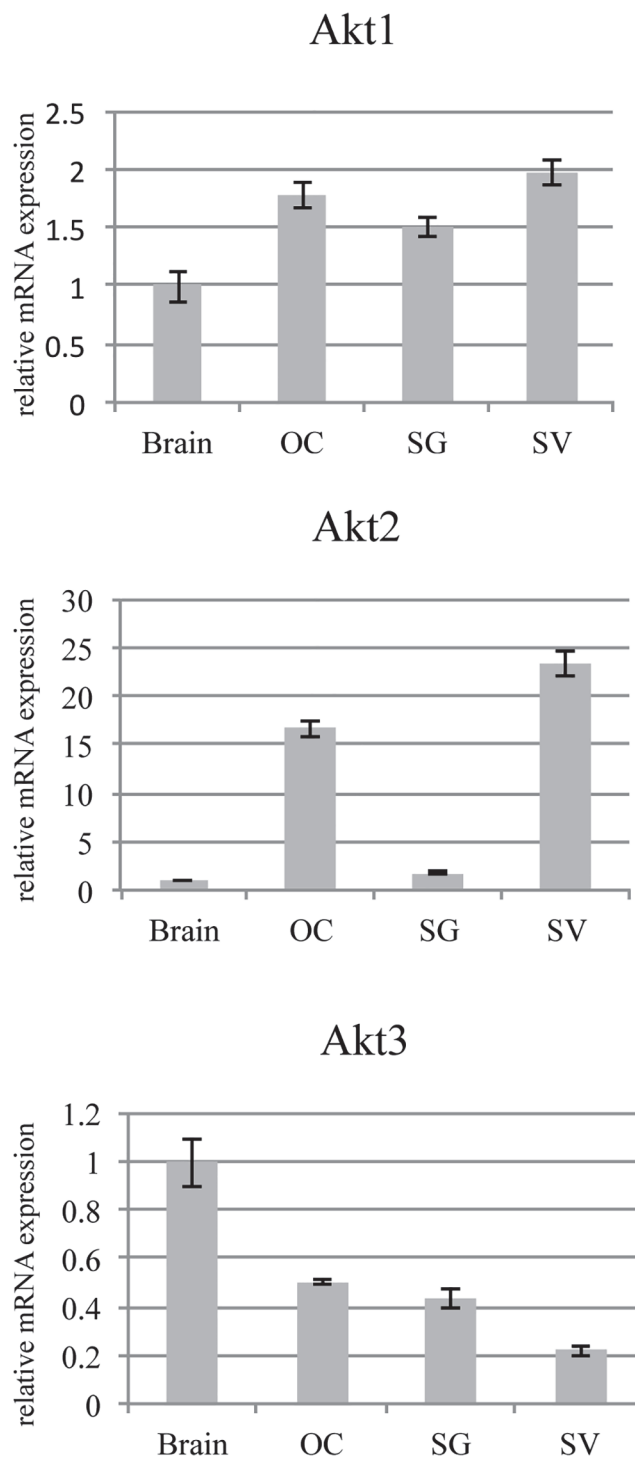 Akt1
relative mRNA expression
2.5
2
1.5
1
0.5
0
Brain OC SG SV
Akt2
relative mRNA expression
30
25
20
15
10
5
0
Brain OC SG SV
Akt3
relative mRNA expression
1.2
1
0.8
0.6
0.4
0.2
0
Brain OC SG SV